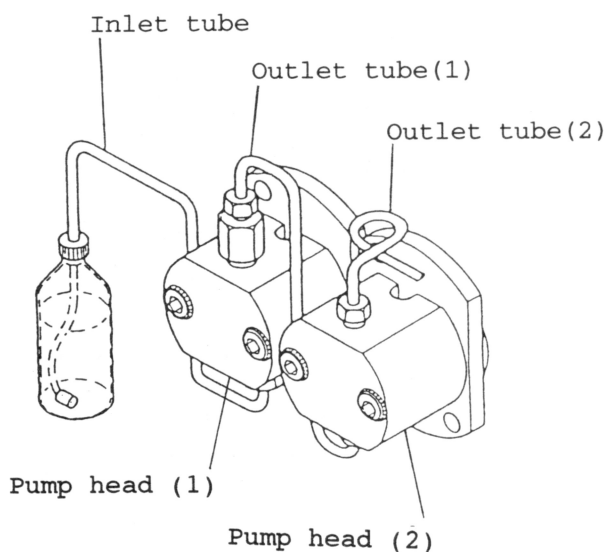 Inlet tube
Outlet tube(1)
Outlet tube(2)
Pump head (1)
Pump head (2)